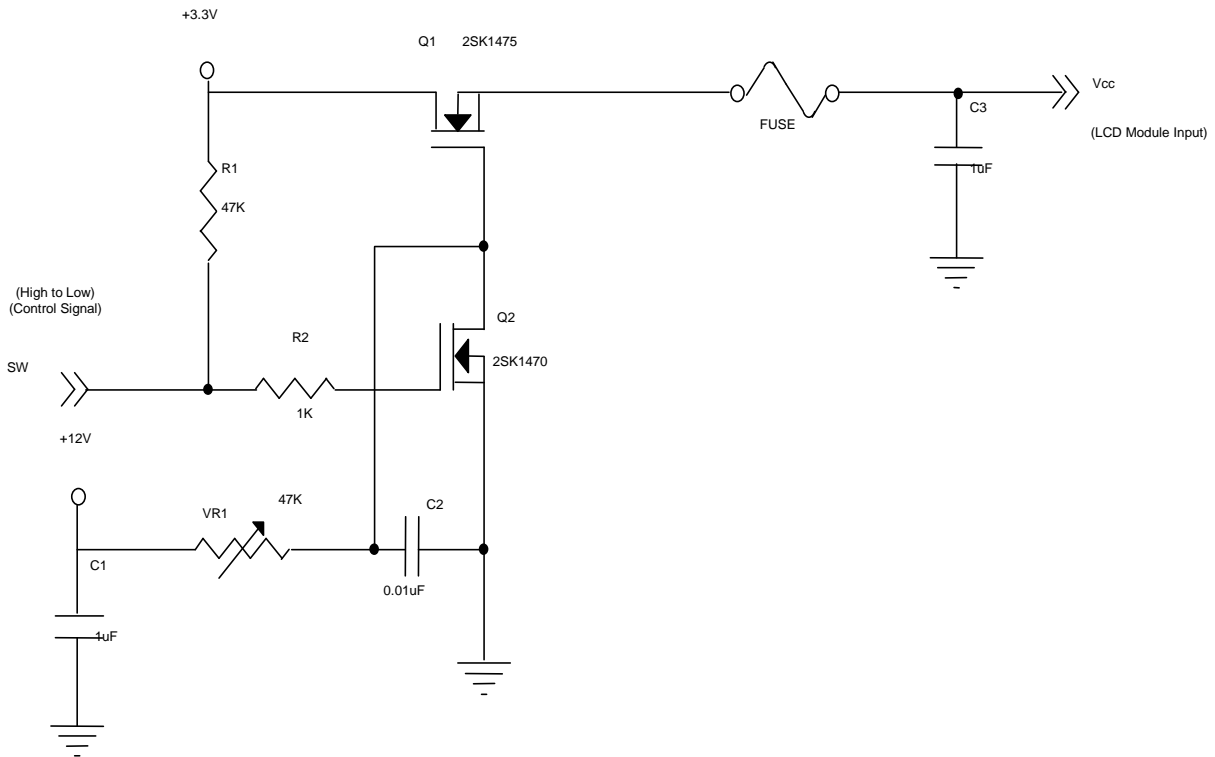 +3.3V
Q1 2SK1475
Vcc
C3
FUSE
(LCD Module Input)
R1
1uF
47K
(High to Low)
(Control Signal)
Q2
R2
2SK1470
SW
1K
+12V
47K
C2
VR1
C1
0.01uF
1uF